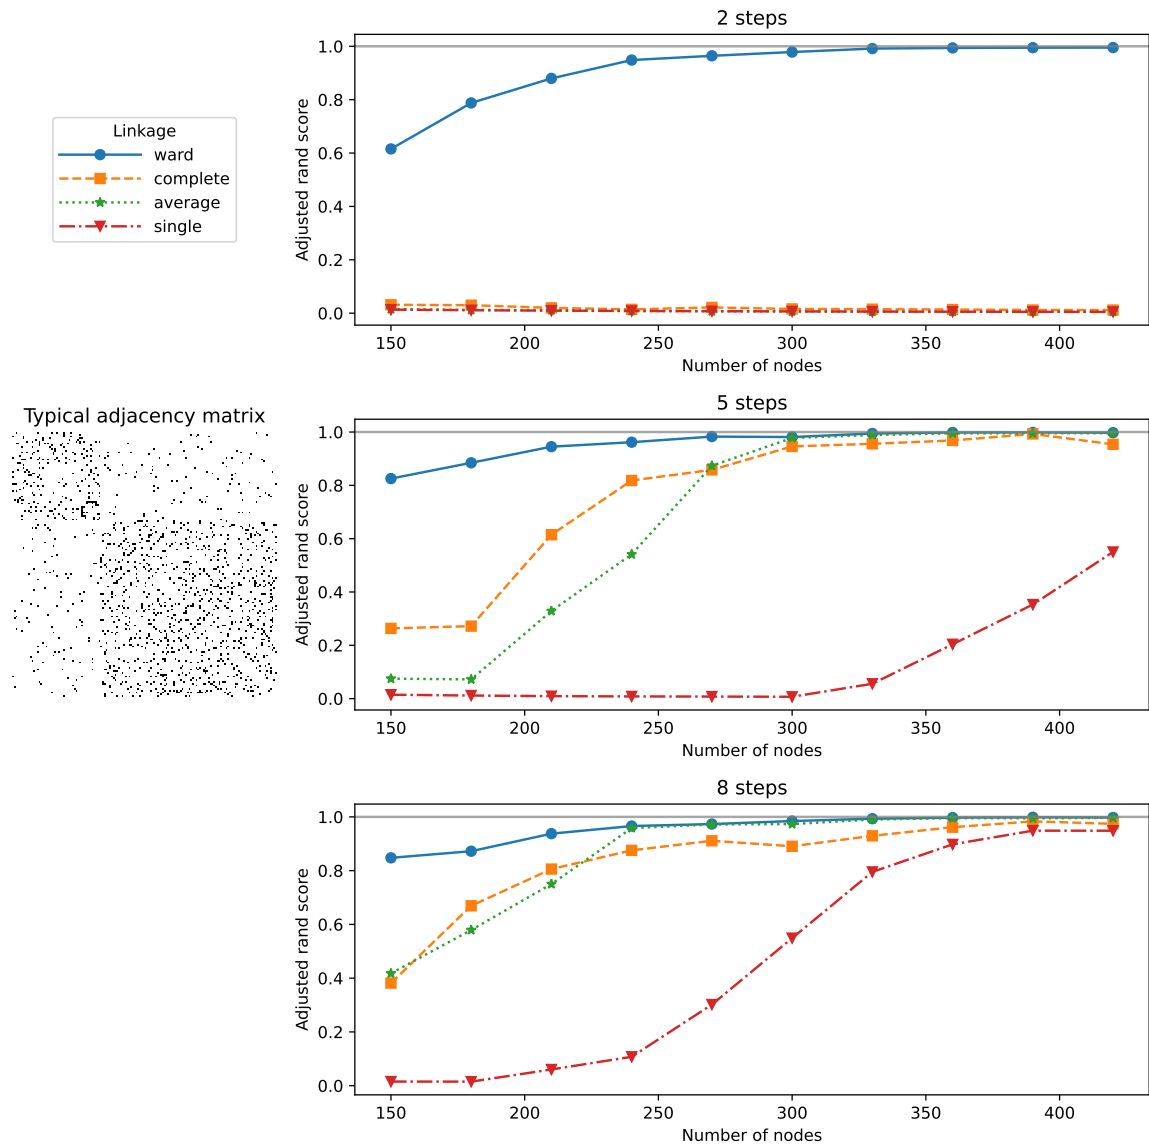 2 steps
1.0
0.8
0.6
0.4
0.2
0.0
Adjusted rand score
150 200 250 300 350 400
Number of nodes
Linkage
ward
complete
average
single
Typical adjacency matrix
5 steps
1.0
0.8
0.6
0.4
0.2
0.0
Adjusted rand score
150 200 250 300 350 400
Number of nodes
8 steps
1.0
0.8
0.6
0.4
0.2
0.0
Adjusted rand score
150 200 250 300 350 400
Number of nodes